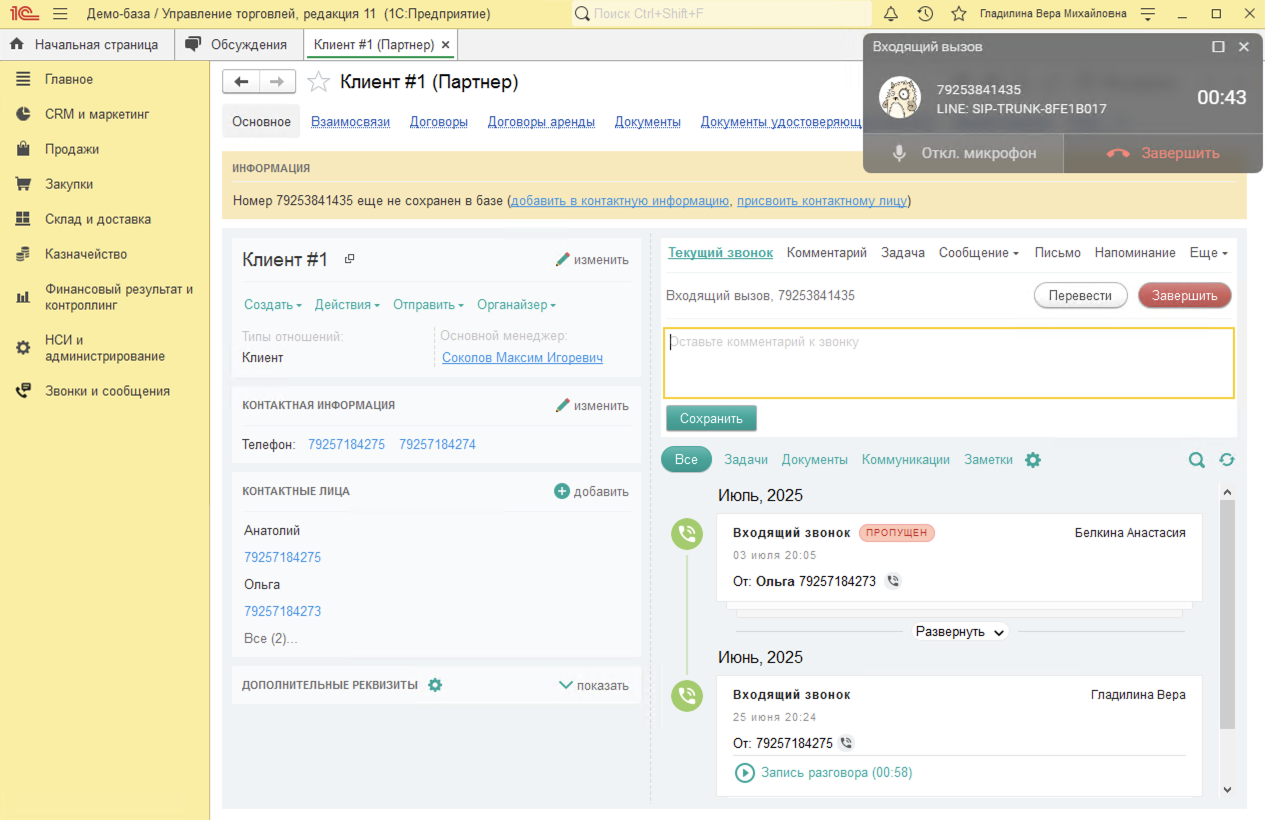 1С Демо-база / Управление торговлей, редакция 11 (1С:Предприятие) Поиск Ctrl+Shift+F Гладилина Вера Михайловна
Начальная страница Обсуждения Клиент #1 (Партнер) ×
Входящий вызов
79253841435
LINE: SIP-TRUNK-8FE1B017
00:43
Откл. микрофон Завершить
Главное
CRM и маркетинг
Продажи
Закупки
Склад и доставка
Казначейство
Финансовый результат и
контроллинг
НСИ и
администрирование
Звонки и сообщения
Клиент #1 (Партнер)
Основное Взаимосвязи Договоры Договоры аренды Документы Документы удостоверяющ
ИНФОРМАЦИЯ
Номер 79253841435 еще не сохранен в базе (добавить в контактную информацию, присвоить контактному лицу)
Клиент #1 изменить
Создать Действия Отправить Органайзер
Типы отношений: Основной менеджер:
Клиент Соколов Максим Игоревич
КОНТАКТНАЯ ИНФОРМАЦИЯ изменить
Телефон: 79257184275 79257184274
КОНТАКТНЫЕ ЛИЦА добавить
Анатолий
79257184275
Ольга
79257184273
Все (2)...
ДОПОЛНИТЕЛЬНЫЕ РЕКВИЗИТЫ показать
Текущий звонок Комментарий Задача Сообщение Письмо Напоминание Еще
Входящий вызов, 79253841435 Перевести Завершить
Оставьте комментарий к звонку
Сохранить
Все Задачи Документы Коммуникации Заметки
Июль, 2025
Входящий звонок ПРОПУЩЕН Белкина Анастасия
03 июля 20:05
От: Ольга 79257184273
Развернуть
Июнь, 2025
Входящий звонок Гладилина Вера
25 июня 20:24
От: 79257184275
Запись разговора (00:58)